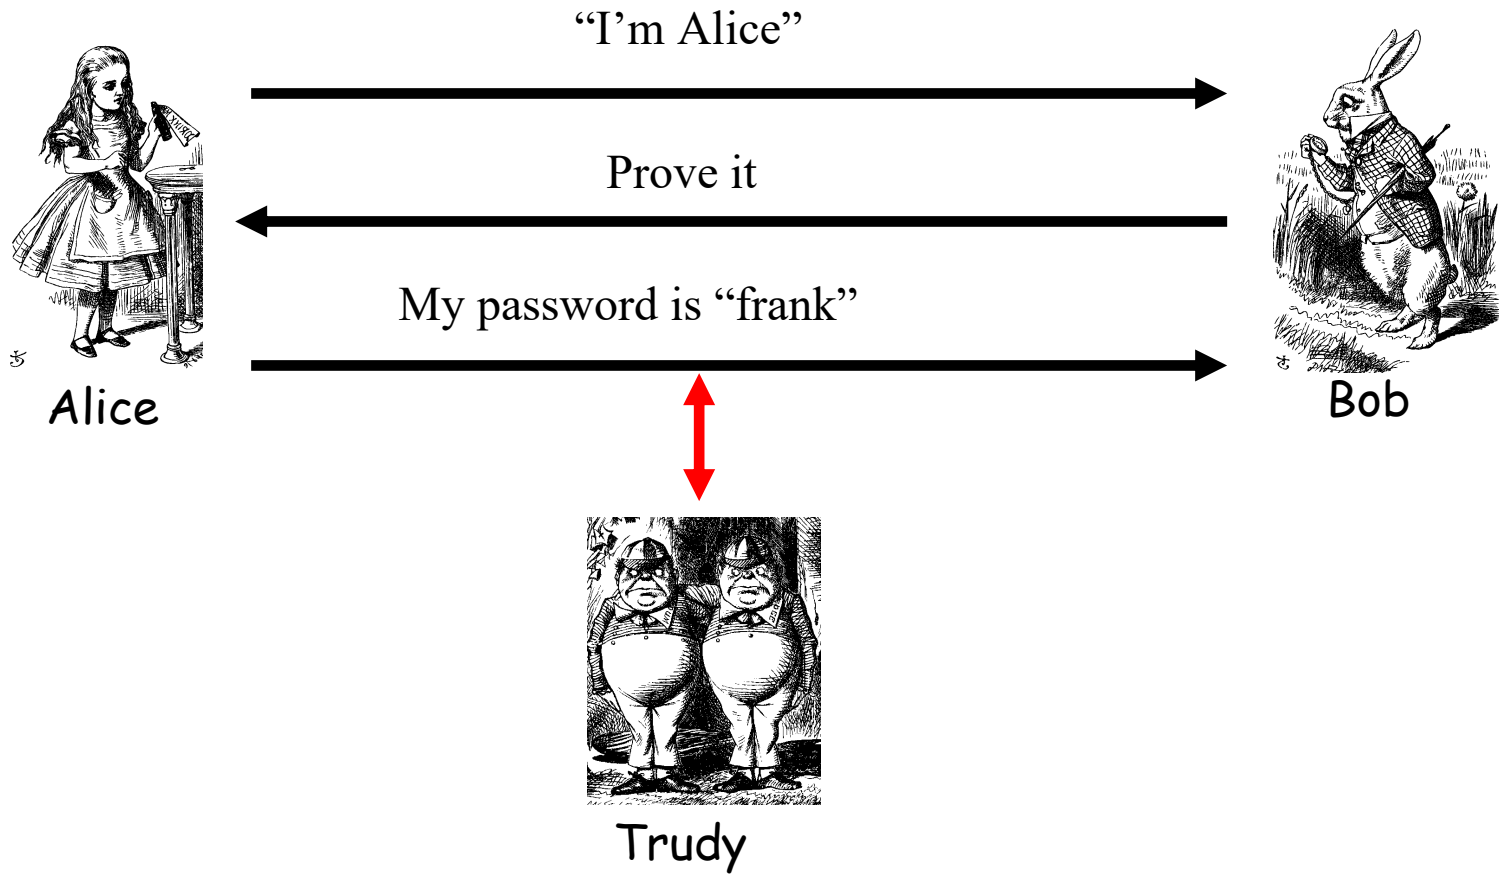 “I’m Alice”
Prove it
My password is “frank”
Alice
Bob
Trudy